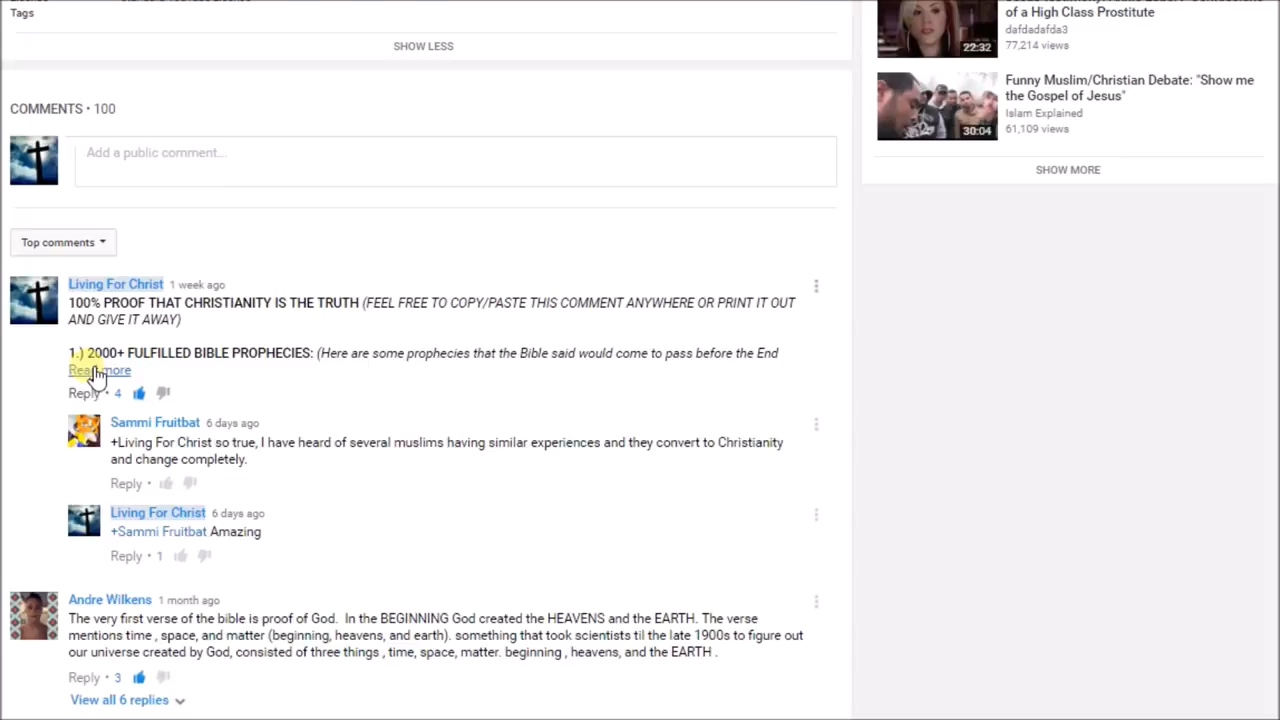 Tags
SHOW LESS
COMMENTS • 100
Add a public comment...
Top comments
Living For Christ 1 week ago
100% PROOF THAT CHRISTIANITY IS THE TRUTH (FEEL FREE TO COPY/PASTE THIS COMMENT ANYWHERE OR PRINT IT OUT
AND GIVE IT AWAY)
1.) 2000+ FULFILLED BIBLE PROPHECIES: (Here are some prophecies that the Bible said would come to pass before the End
Read more
Reply • 4
Sammi Fruitbat 6 days ago
+Living For Christ so true, I have heard of several muslims having similar experiences and they convert to Christianity
and change completely.
Reply •
Living For Christ 6 days ago
+Sammi Fruitbat Amazing
Reply • 1
Andre Wilkens 1 month ago
The very first verse of the bible is proof of God. In the BEGINNING God created the HEAVENS and the EARTH. The verse
mentions time , space, and matter (beginning, heavens, and earth). something that took scientists til the late 1900s to figure out
our universe created by God, consisted of three things , time, space, matter. beginning , heavens, and the EARTH .
Reply • 3
View all 6 replies
of a High Class Prostitute
dafdadafda3
77,214 views
22:32
Funny Muslim/Christian Debate: "Show me
the Gospel of Jesus"
Islam Explained
61,109 views
30:04
SHOW MORE